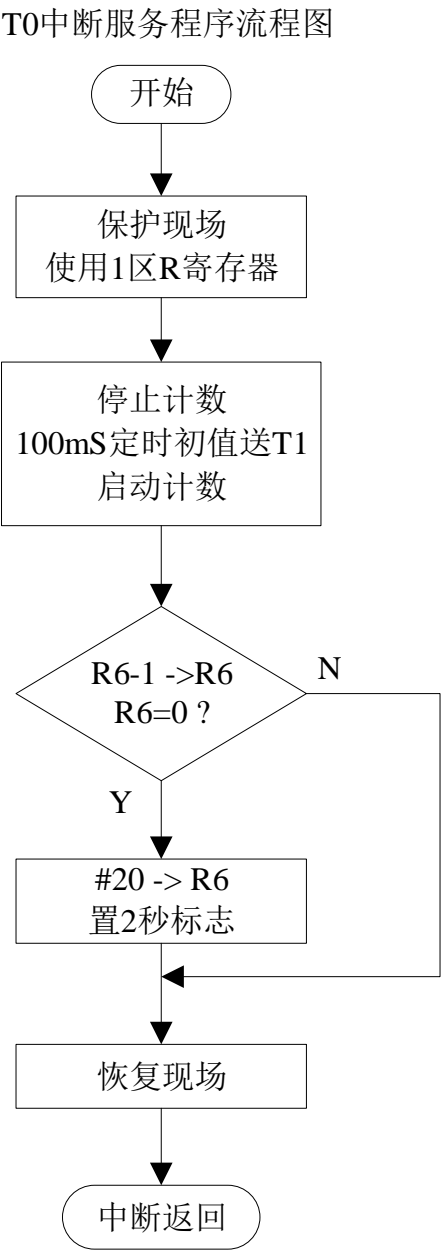 T0中断服务程序流程图
开始
保护现场
使用1区R寄存器
停止计数
100mS定时初值送T1
启动计数
R6-1 ->R6
R6=0 ?
N
Y
#20 -> R6
置2秒标志
恢复现场
中断返回